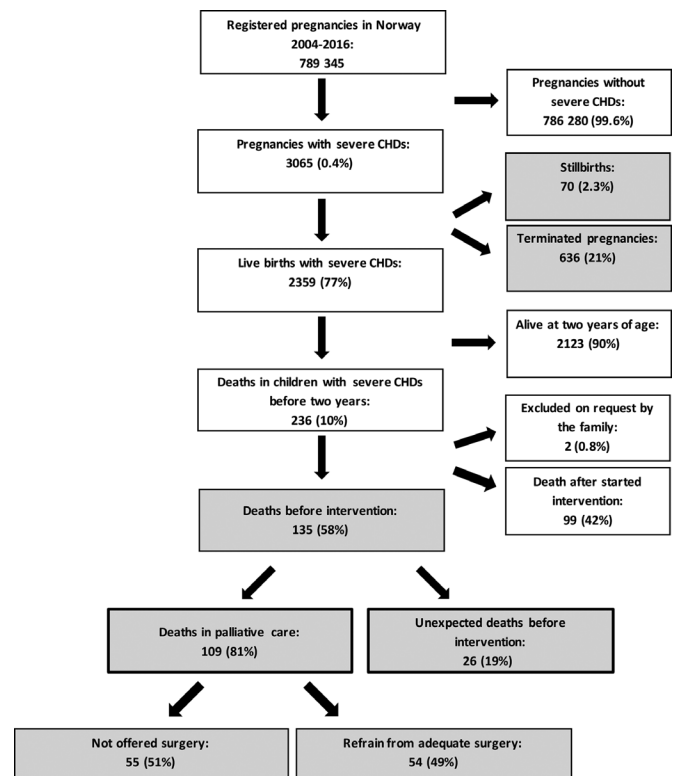 Registered pregnancies in Norway
2004-2016:
789 345
Pregnancies without
severe CHDs:
786 280 (99.6%)
Pregnancies with severe CHDs:
3065 (0.4%)
Stillbirths:
70 (2.3%)
Terminated pregnancies:
636 (21%)
Live births with severe CHDs:
2359 (77%)
Alive at two years of age:
2123 (90%)
Deaths in children with severe CHDs
before two years:
236 (10%)
Excluded on request by
the family:
2 (0.8%)
Death after started
intervention:
99 (42%)
Deaths before intervention:
135 (58%)
Deaths in palliative care:
109 (81%)
Unexpected deaths before
intervention:
26 (19%)
Not offered surgery:
55 (51%)
Refrain from adequate surgery:
54 (49%)